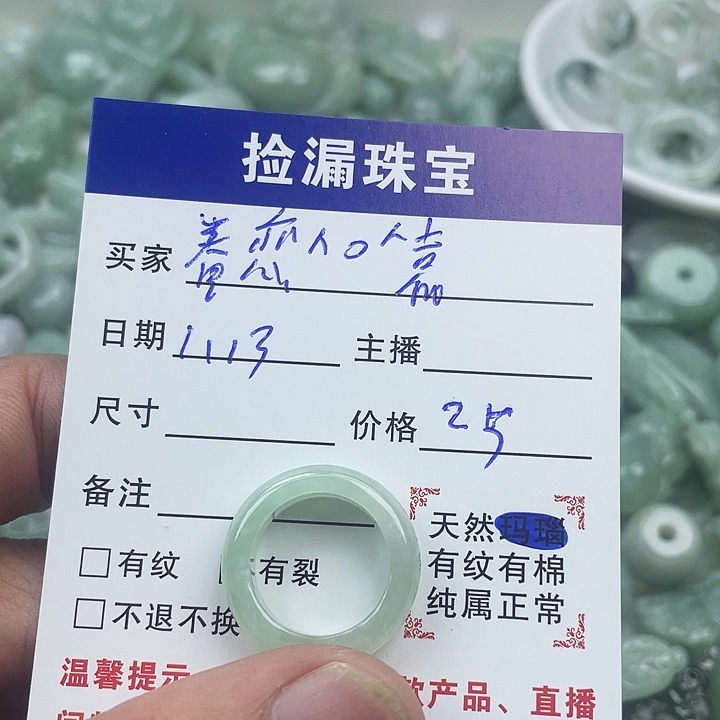 捡漏珠宝
买家
日期 1113 主播
尺寸 价格 25
备注
天然玛瑙
□有纹 有裂 有纹有棉
□不退不换 纯属正常
温馨提示 款产品、直播